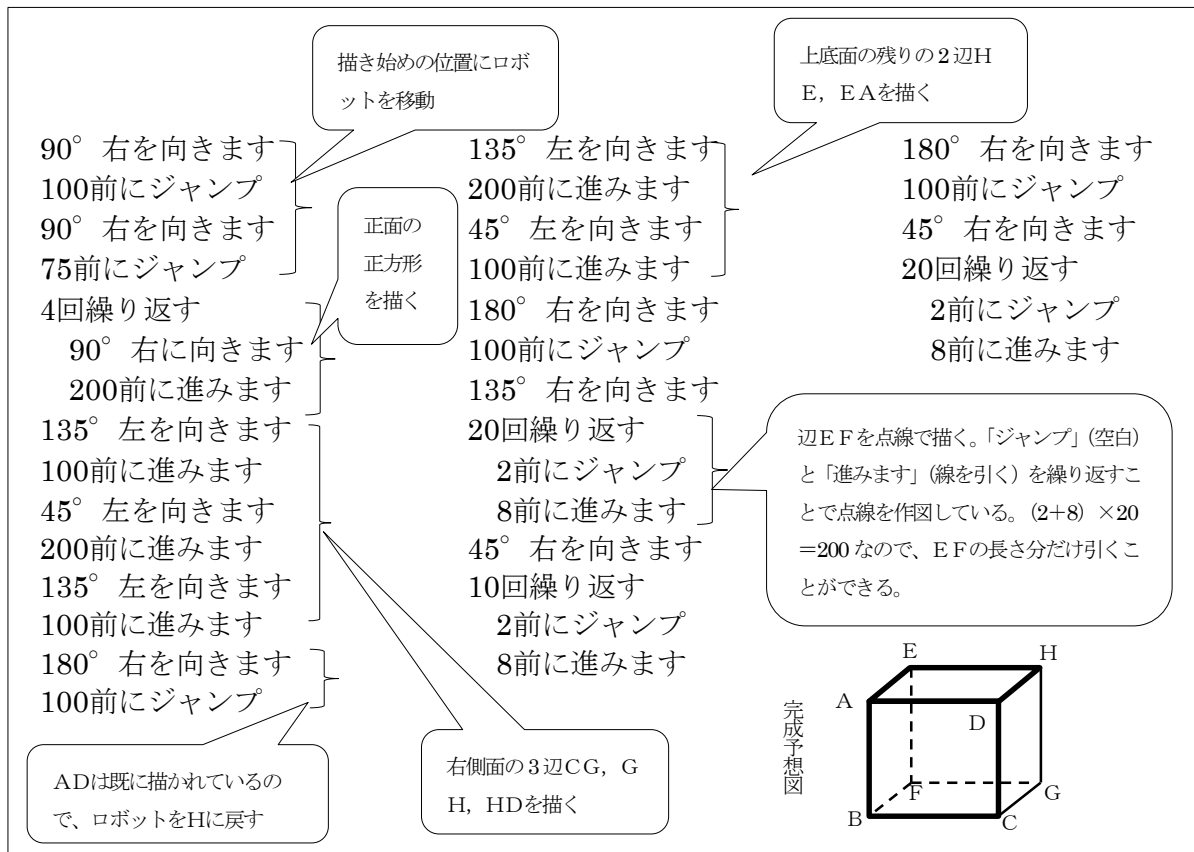 描き始めの位置にロボ
ットを移動
90°右を向きます
100前にジャンプ
90°右を向きます
75前にジャンプ
4回繰り返す
90°右に向きます
200前に進みます
135°左を向きます
100前に進みます
45°左を向きます
200前に進みます
135°左を向きます
100前に進みます
180°右を向きます
100前にジャンプ
正面の
正方形
を描く
ADは既に描かれているの
で、ロボットをHに戻す
右側面の3辺CG,G
H,HDを描く
上底面の残りの2辺H
E,EAを描く
135°左を向きます
200前に進みます
45°左を向きます
100前に進みます
180°右を向きます
100前にジャンプ
135°右を向きます
20回繰り返す
2前にジャンプ
8前に進みます
45°右を向きます
10回繰り返す
2前にジャンプ
8前に進みます
180°右を向きます
100前にジャンプ
45°右を向きます
20回繰り返す
2前にジャンプ
8前に進みます
辺EFを点線で描く。「ジャンプ」(空白)
と「進みます」(線を引く)を繰り返すこ
とで点線を作図している。(2+8)×20
=200なので、EFの長さ分だけ引くこ
とができる。
完成予想図
E
H
A
D
F
G
B
C